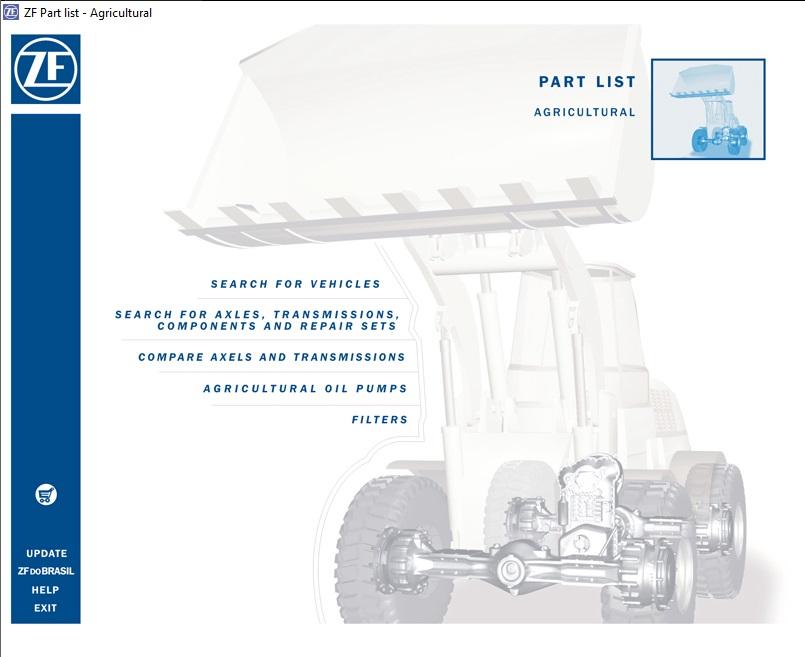 ZF Part list - Agricultural
ZF
PART LIST
AGRICULTURAL
SEARCH FOR VEHICLES
SEARCH FOR AXLES, TRANSMISSIONS,
COMPONENTS AND REPAIR SETS
COMPARE AXELS AND TRANSMISSIONS
AGRICULTURAL OIL PUMPS
FILTERS
UPDATE
ZF DO BRASIL
HELP
EXIT